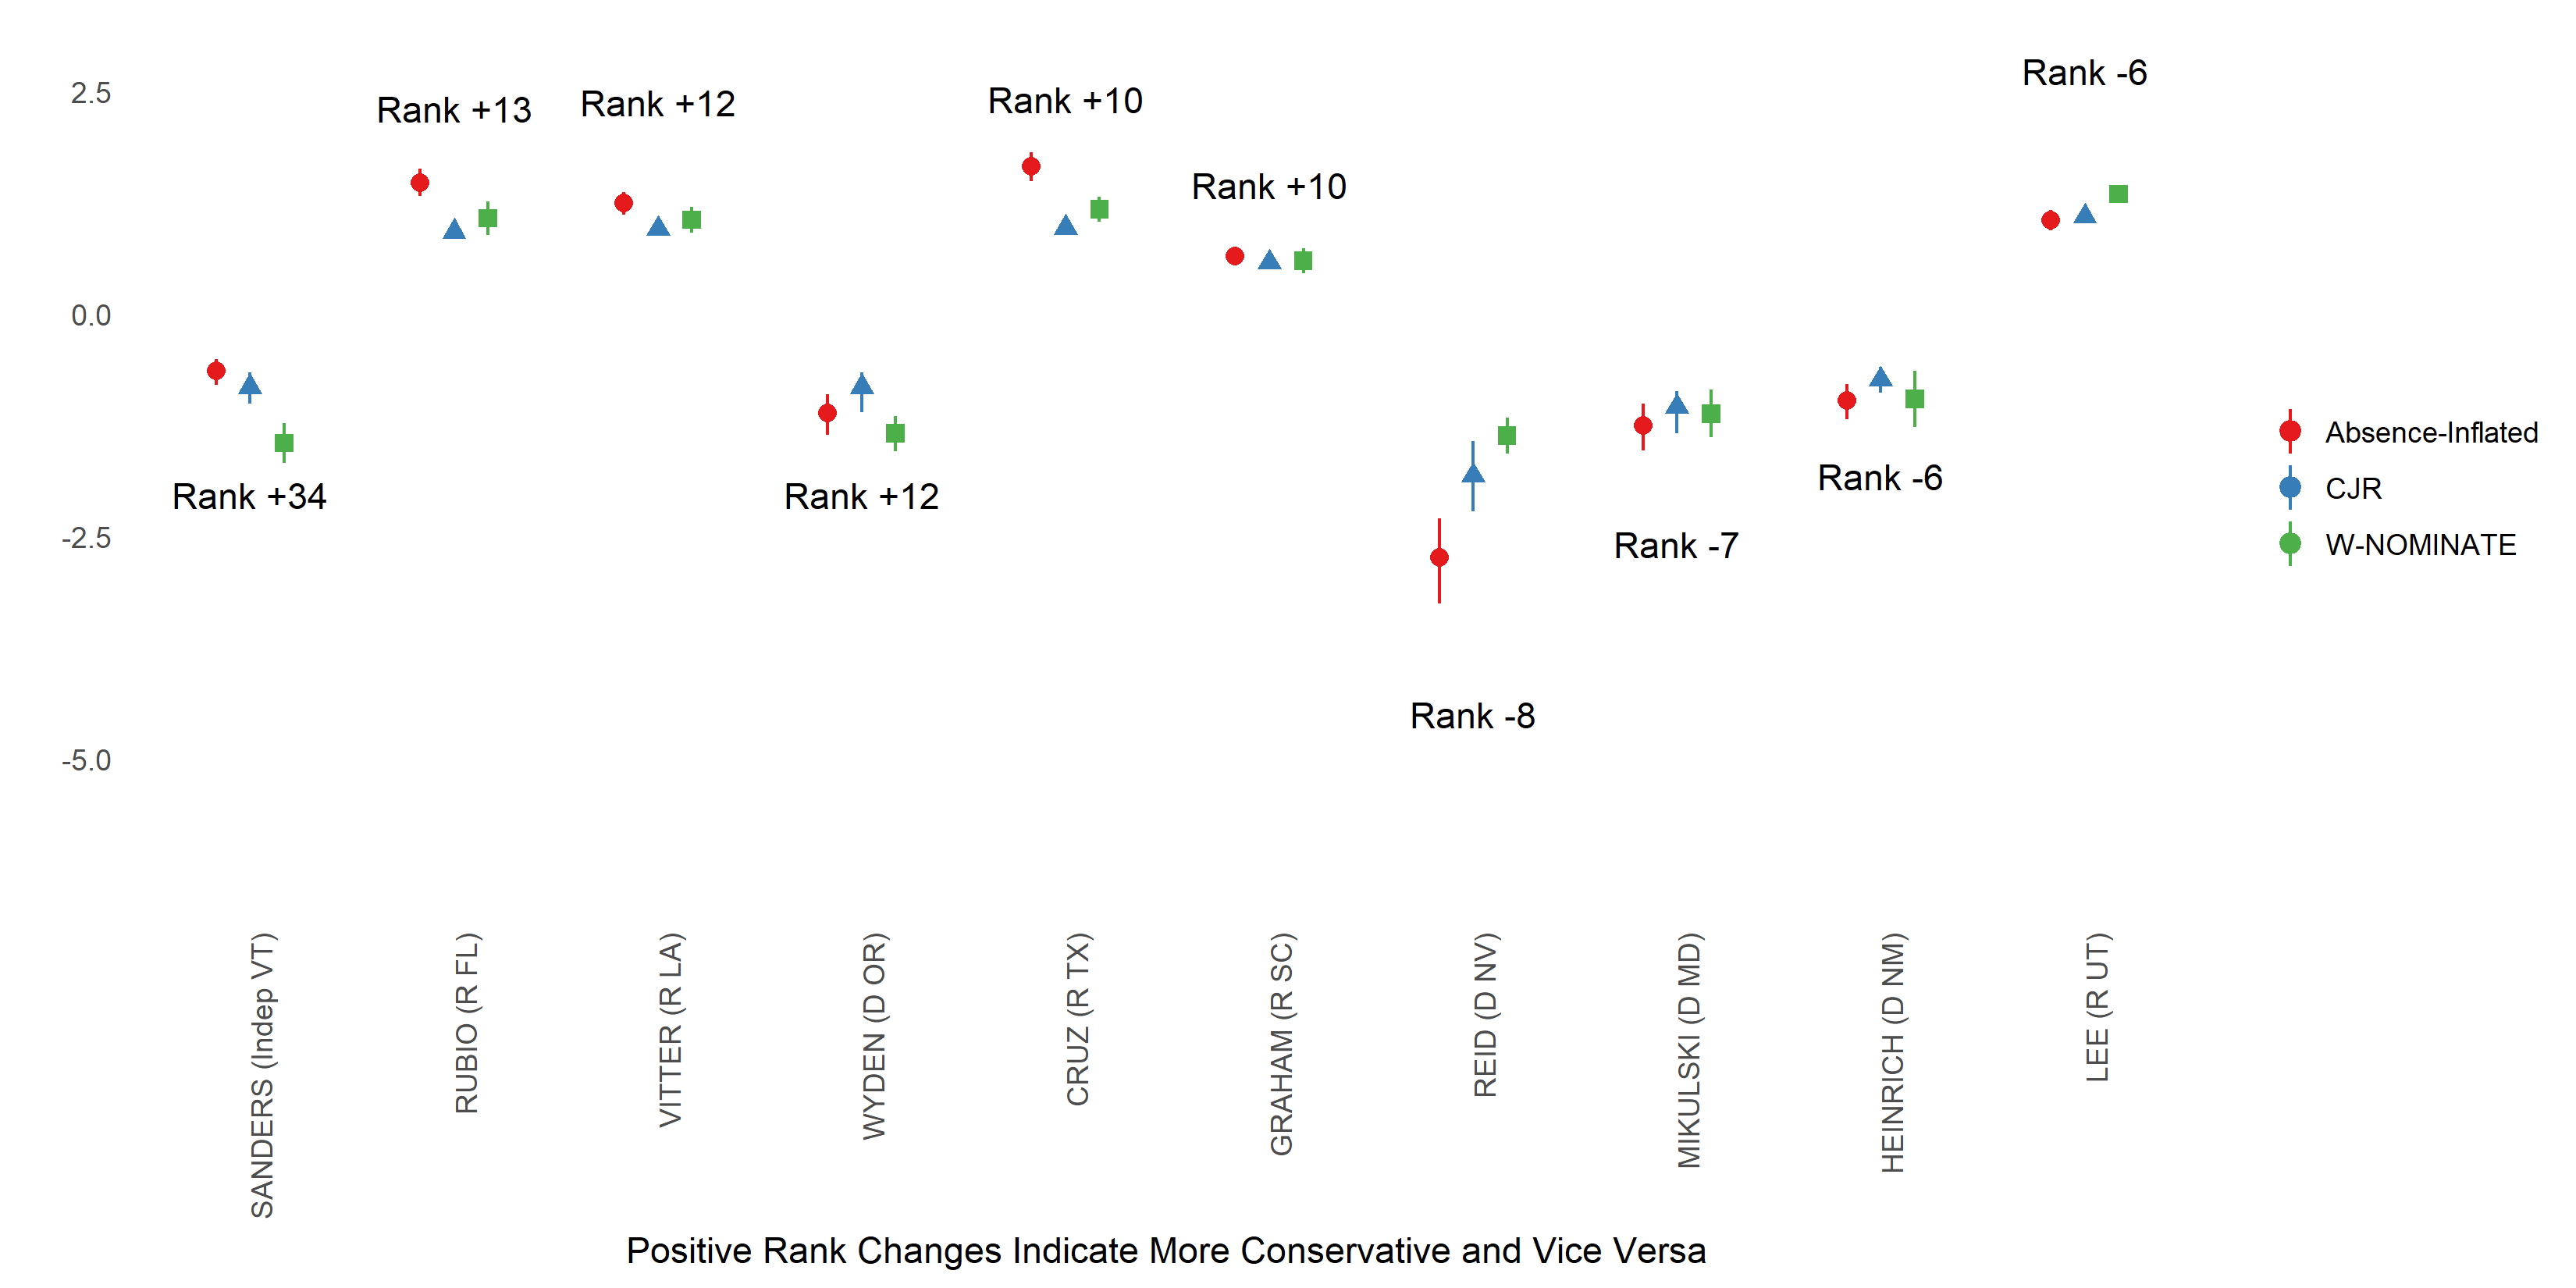 Rank -6
2.5
Rank +13
Rank +12
Rank +10
Rank +10
0.0
Absence-Inflated
CJR
W-NOMINATE
Rank +34
Rank +12
Rank -6
-2.5
Rank -7
Rank -8
-5.0
SANDERS (Indep VT)
RUBIO (R FL)
VITTER (R LA)
WYDEN (D OR)
CRUZ (R TX)
GRAHAM (R SC)
REID (D NV)
MIKULSKI (D MD)
HEINRICH (D NM)
LEE (R UT)
Positive Rank Changes Indicate More Conservative and Vice Versa